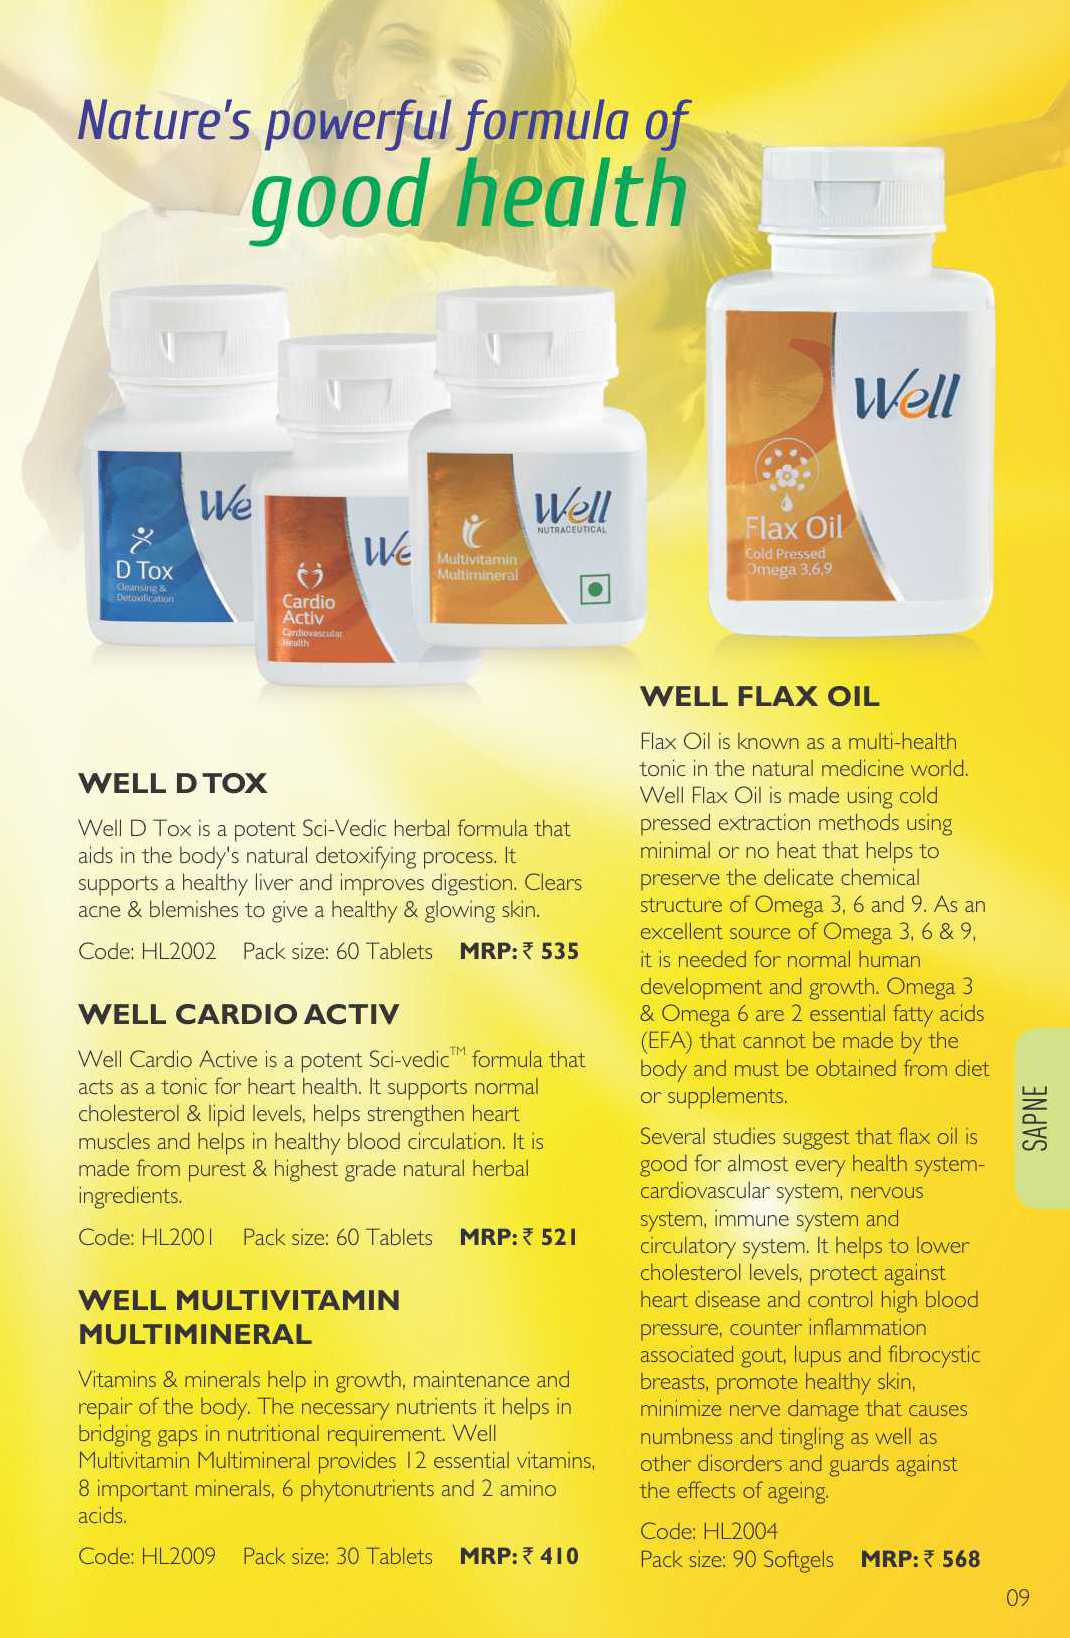 Nature's powerful formula of
good health
Well
Flax Oil
Cold Pressed
Omega 3,6,9
We
D Tox
Cleansing &
Detoxification
We
Cardio
Activ
Cardiovascular
Health
Well
NUTRACEUTICAL
Multivitamin
Multimineral
WELL D TOX
Well D Tox is a potent Sci-Vedic herbal formula that
aids in the body's natural detoxifying process. It
supports a healthy liver and improves digestion. Clears
acne & blemishes to give a healthy & glowing skin.
Code: HL2002 Pack size: 60 Tablets MRP: ₹ 535
WELL CARDIO ACTIV
Well Cardio Active is a potent Sci-vedic™ formula that
acts as a tonic for heart health. It supports normal
cholesterol & lipid levels, helps strengthen heart
muscles and helps in healthy blood circulation. It is
made from purest & highest grade natural herbal
ingredients.
Code: HL2001 Pack size: 60 Tablets MRP: ₹ 521
WELL MULTIVITAMIN
MULTIMINERAL
Vitamins & minerals help in growth, maintenance and
repair of the body. The necessary nutrients it helps in
bridging gaps in nutritional requirement. Well
Multivitamin Multimineral provides 12 essential vitamins,
8 important minerals, 6 phytonutrients and 2 amino
acids.
Code: HL2009 Pack size: 30 Tablets MRP: ₹ 410
WELL FLAX OIL
Flax Oil is known as a multi-health
tonic in the natural medicine world.
Well Flax Oil is made using cold
pressed extraction methods using
minimal or no heat that helps to
preserve the delicate chemical
structure of Omega 3, 6 and 9. As an
excellent source of Omega 3, 6 & 9,
it is needed for normal human
development and growth. Omega 3
& Omega 6 are 2 essential fatty acids
(EFA) that cannot be made by the
body and must be obtained from diet
or supplements.
Several studies suggest that flax oil is
good for almost every health system-
cardiovascular system, nervous
system, immune system and
circulatory system. It helps to lower
cholesterol levels, protect against
heart disease and control high blood
pressure, counter inflammation
associated gout, lupus and fibrocystic
breasts, promote healthy skin,
minimize nerve damage that causes
numbness and tingling as well as
other disorders and guards against
the effects of ageing.
Code: HL2004
Pack size: 90 Softgels MRP: ₹ 568
SAPNE
09